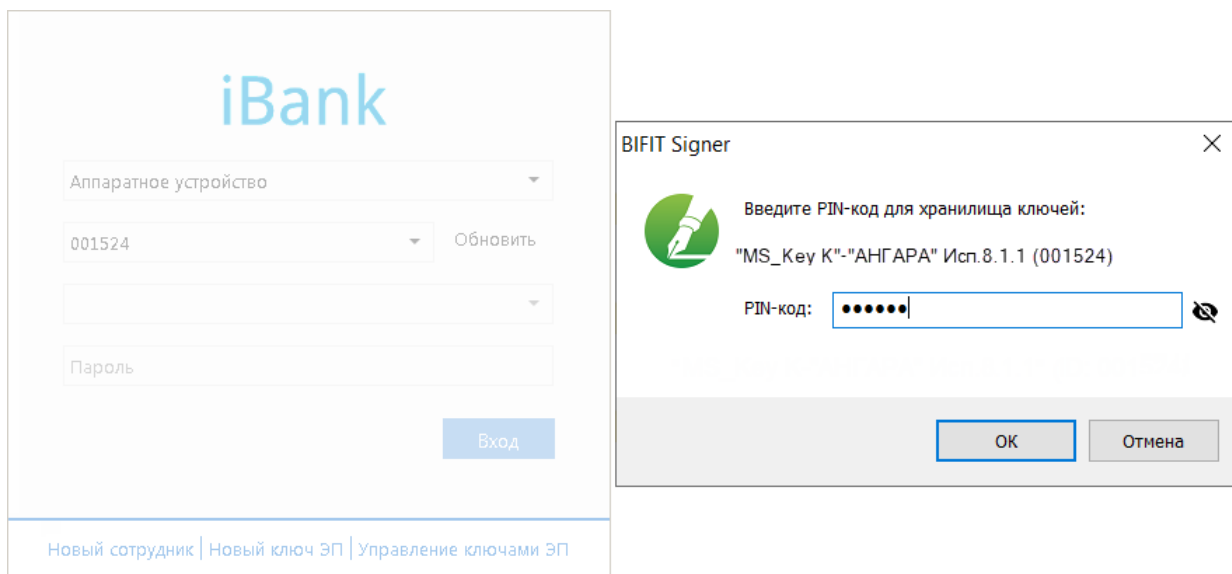 iBank
Аппаратное устройство
001524
Обновить
Пароль
Вход
Новый сотрудник | Новый ключ ЭП | Управление ключами ЭП
BIFIT Signer
Введите PIN-код для хранилища ключей:
"MS_Key K"-"АНГАРА" Исп.8.1.1 (001524)
PIN-код: ••••••
ОК
Отмена